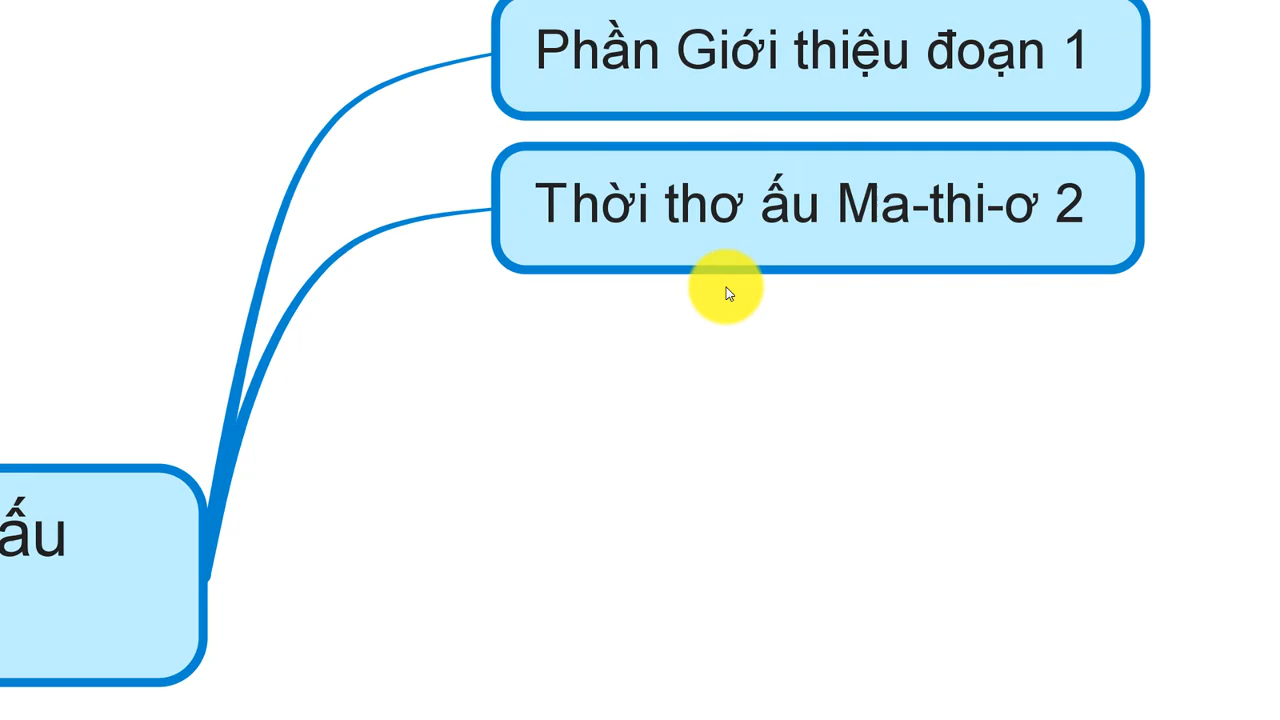 Phần Giới thiệu đoạn 1
Thời thơ ấu Ma-thi-ơ 2
ấu